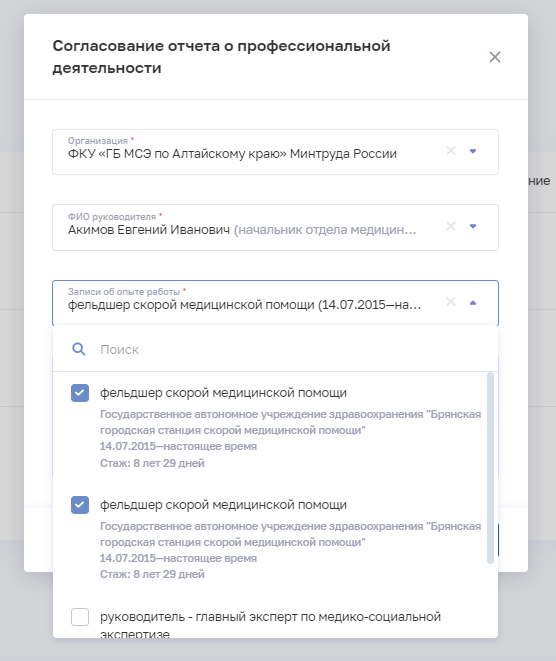 Согласование отчета о профессиональной
деятельности
Организация *
ФКУ «ГБ МСЭ по Алтайскому краю» Минтруда России
ние
ФИО руководителя *
Акимов Евгений Иванович (начальник отдела медицин...
Записи об опыте работы *
фельдшер скорой медицинской помощи (14.07.2015—на...
Поиск
фельдшер скорой медицинской помощи
Государственное автономное учреждение здравоохранения "Брянская
городская станция скорой медицинской помощи"
14.07.2015—настоящее время
Стаж: 8 лет 29 дней
фельдшер скорой медицинской помощи
Государственное автономное учреждение здравоохранения "Брянская
городская станция скорой медицинской помощи"
14.07.2015—настоящее время
Стаж: 8 лет 29 дней
руководитель - главный эксперт по медико-социальной
экспертизе